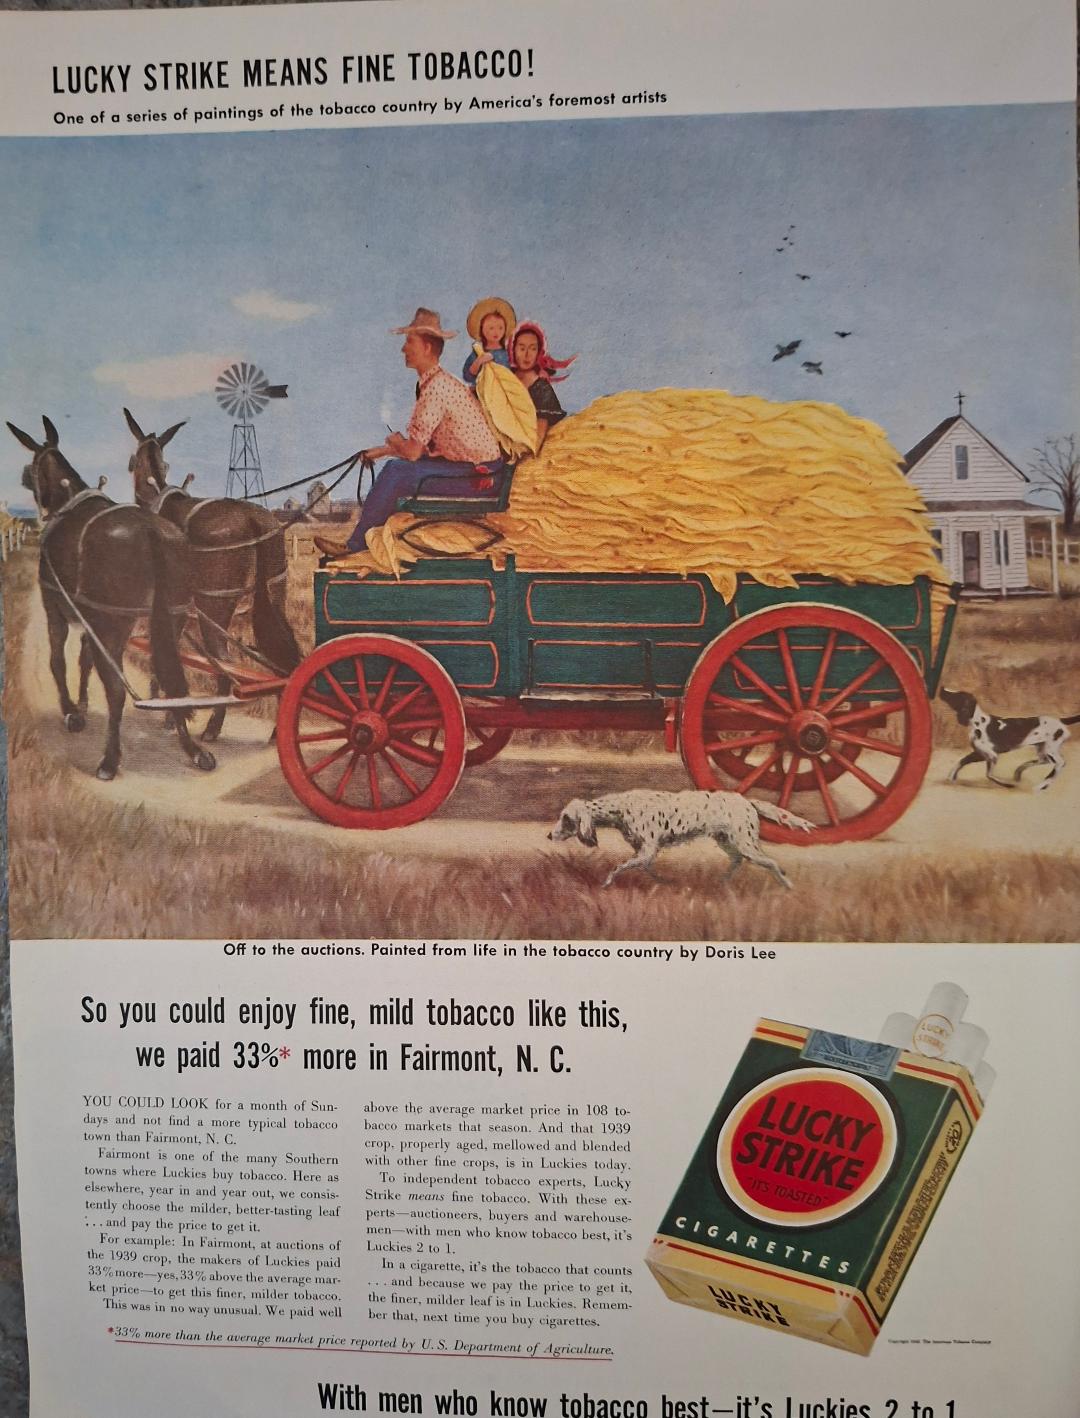 LUCKY STRIKE MEANS FINE TOBACCO!
One of a series of paintings of the tobacco country by America's foremost artists
Off to the auctions. Painted from life in the tobacco country by Doris Lee
So you could enjoy fine, mild tobacco like this,
we paid 33%* more in Fairmont, N. C.
YOU COULD LOOK for a month of Sun-
days and not find a more typical tobacco
town than Fairmont, N. C.
Fairmont is one of the many Southern
towns where Luckies buy tobacco. Here as
elsewhere, year in and year out, we consis-
tently choose the milder, better-tasting leaf
... and pay the price to get it.
For example: In Fairmont, at auctions of
the 1939 crop, the makers of Luckies paid
33% more—yes, 33% above the average mar-
ket price—to get this finer, milder tobacco.
This was in no way unusual. We paid well
above the average market price in 108 to-
bacco markets that season. And that 1939
crop, properly aged, mellowed and blended
with other fine crops, is in Luckies today.
To independent tobacco experts, Lucky
Strike means fine tobacco. With these ex-
perts—auctioneers, buyers and warehouse-
men—with men who know tobacco best, it's
Luckies 2 to 1.
In a cigarette, it's the tobacco that counts
... and because we pay the price to get it,
the finer, milder leaf is in Luckies. Remem-
ber that, next time you buy cigarettes.
*33% more than the average market price reported by U. S. Department of Agriculture.
LUCKY
STRIKE
LUCKY
STRIKE
"IT'S TOASTED"
CIGARETTES
LUCKY
STRIKE
The American Tobacco Company
With men who know tobacco best—it's Luckies 2 to 1